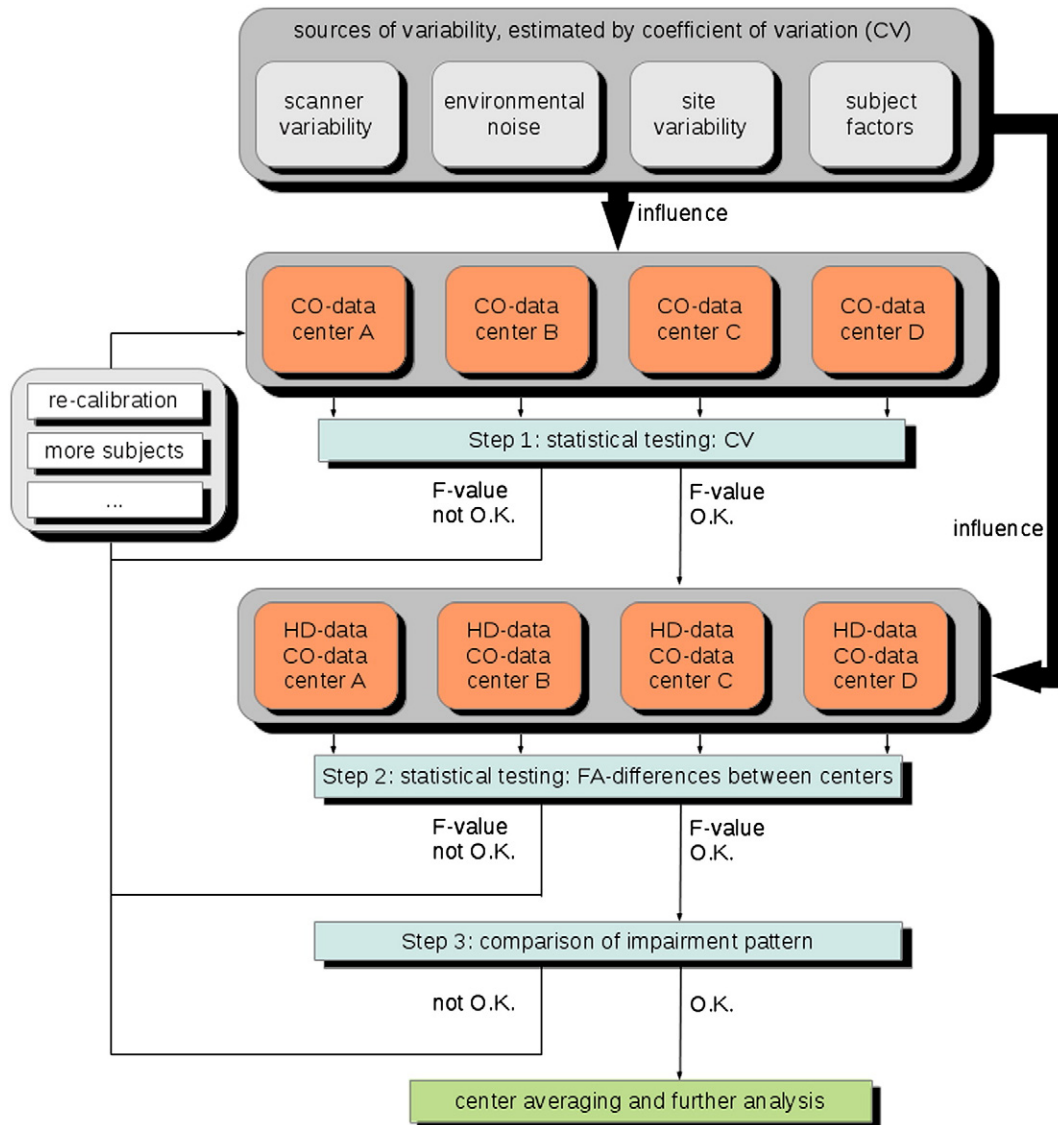 sources of variability, estimated by coefficient of variation (CV)
scanner
variability
environmental
noise
site
variability
subject
factors
influence
CO-data
center A
CO-data
center B
CO-data
center C
CO-data
center D
re-calibration
more subjects
...
Step 1: statistical testing: CV
F-value
not O.K.
F-value
O.K.
influence
HD-data
CO-data
center A
HD-data
CO-data
center B
HD-data
CO-data
center C
HD-data
CO-data
center D
Step 2: statistical testing: FA-differences between centers
F-value
not O.K.
F-value
O.K.
Step 3: comparison of impairment pattern
not O.K.
O.K.
center averaging and further analysis